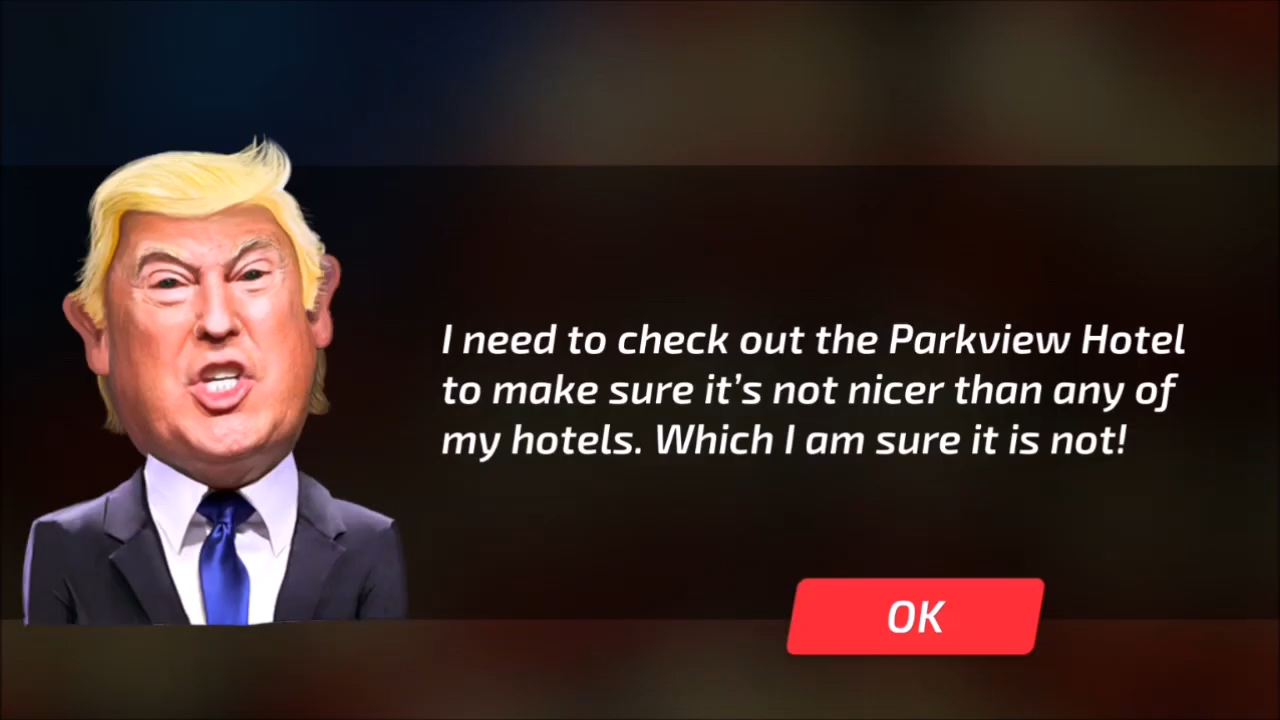 I need to check out the Parkview Hotel
to make sure it’s not nicer than any of
my hotels. Which I am sure it is not!
OK